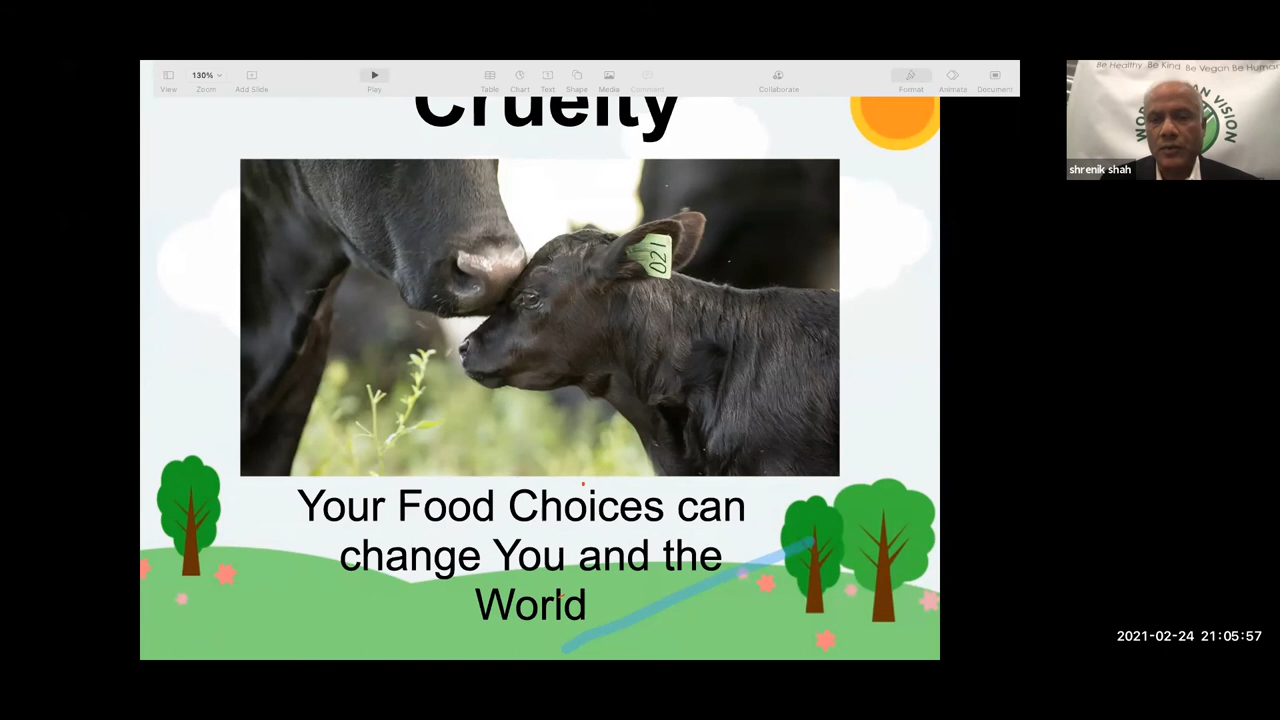 130%
View
Zoom
Add Slide
Play
Table
Chart
Text
Shape
Media
Comment
Collaborate
Format
Animate
Document
Cruelty
021
Your Food Choices can
change You and the
World
Be Healthy Be Kind Be Vegan Be Human
VISION
shrenik shah
2021-02-24 21:05:57